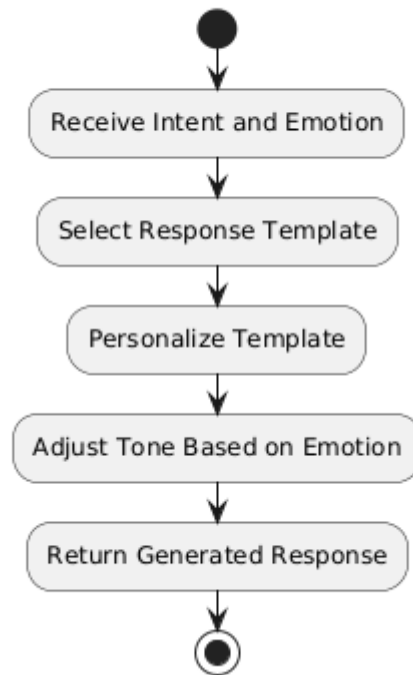 Receive Intent and Emotion
Select Response Template
Personalize Template
Adjust Tone Based on Emotion
Return Generated Response